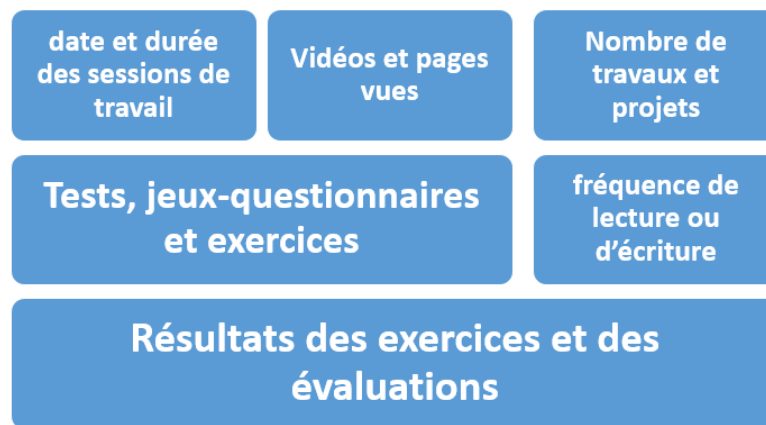 date et durée
des sessions de
travail
Vidéos et pages
vues
Nombre de
travaux et
projets
Tests, jeux-questionnaires
et exercices
fréquence de
lecture ou
d’écriture
Résultats des exercices et des
évaluations